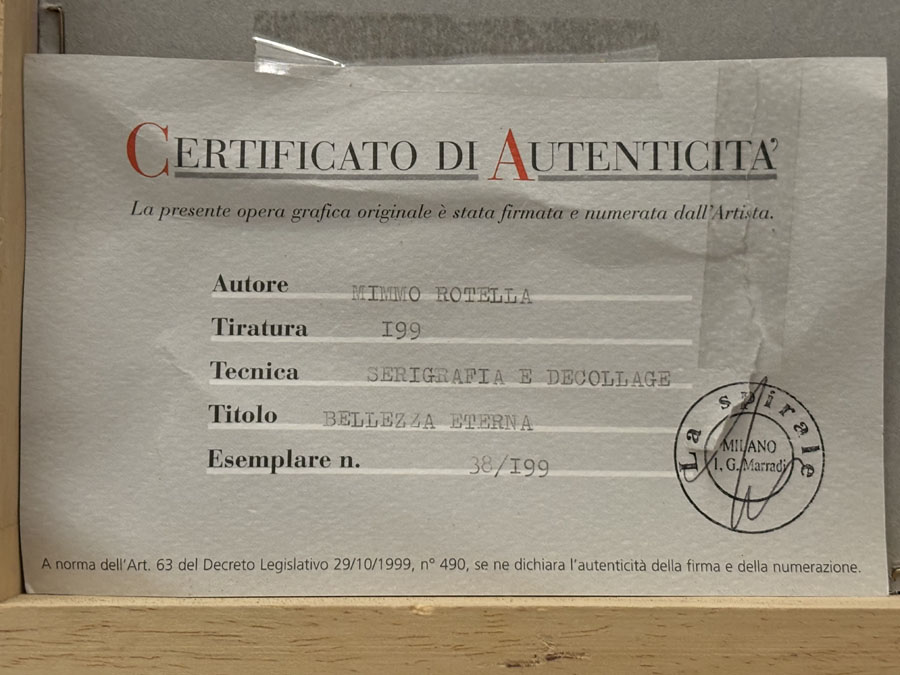 CERTIFICATO DI AUTENTICITA'
La presente opera grafica originale è stata firmata e numerata dall'Artista.
Autore MIMMO ROTELLA
Tiratura I99
Tecnica SERIGRAFIA E DECOLLAGE
Titolo BELLEZZA ETERNA
Esemplare n. 38/I99
La spirale
MILANO
1. G. Marradi
A norma dell'Art. 63 del Decreto Legislativo 29/10/1999, n° 490, se ne dichiara l'autenticità della firma e della numerazione.